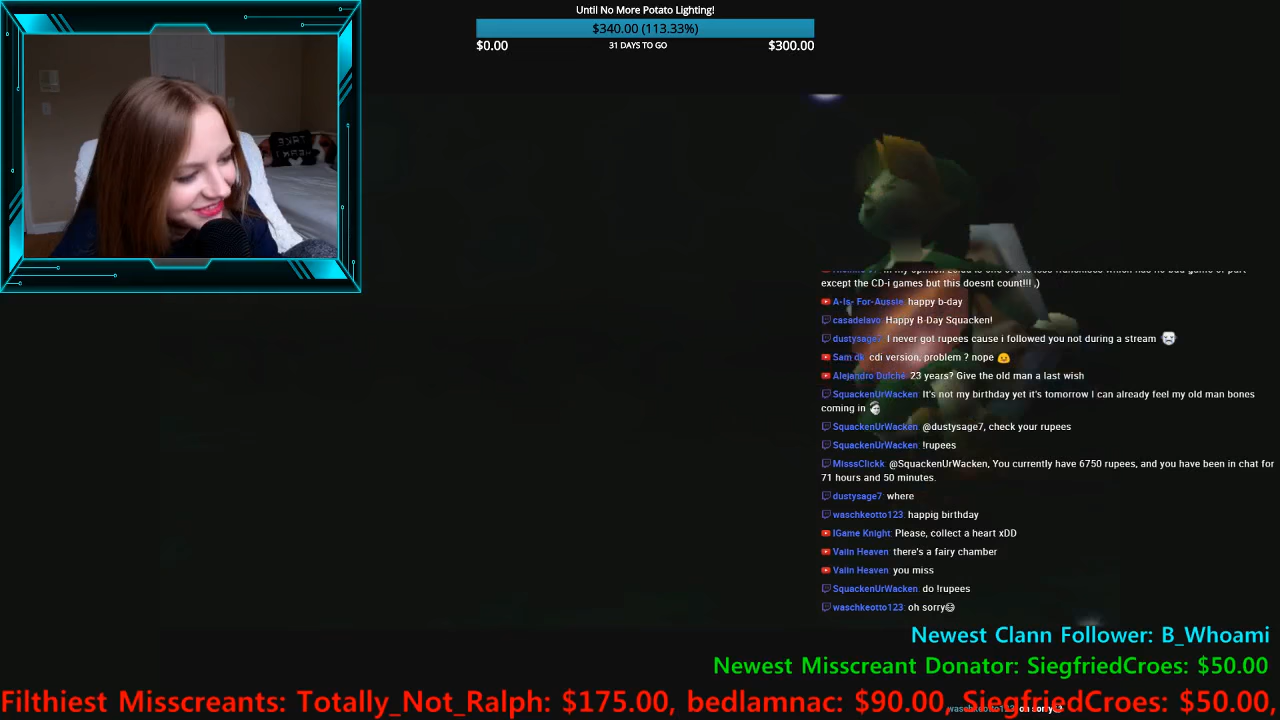 Until No More Potato Lighting!
$340.00 (113.33%)
$0.00 31 DAYS TO GO $300.00
except the CD-i games but this doesnt count!!! ;)
A-Is- For-Aussie: happy b-day
casadelavo: Happy B-Day Squacken!
dustysage7: I never got rupees cause i followed you not during a stream
Sam dk: cdi version, problem ? nope
Alejandro Dulché: 23 years? Give the old man a last wish
SquackenUrWacken: It's not my birthday yet it's tomorrow I can already feel my old man bones
coming in
SquackenUrWacken: @dustysage7, check your rupees
SquackenUrWacken: !rupees
MisssClickk: @SquackenUrWacken, You currently have 6750 rupees, and you have been in chat for
71 hours and 50 minutes.
dustysage7: where
waschkeotto123: happig birthday
IGame Knight: Please, collect a heart xDD
Vaiin Heaven: there's a fairy chamber
Vaiin Heaven: you miss
SquackenUrWacken: do !rupees
waschkeotto123: oh sorry😅
Newest Clann Follower: B_Whoami
Newest Misscreant Donator: SiegfriedCroes: $50.00
Filthiest Misscreants: Totally_Not_Ralph: $175.00, bedlamnac: $90.00, SiegfriedCroes: $50.00,
waschkeotto123: oh sorry